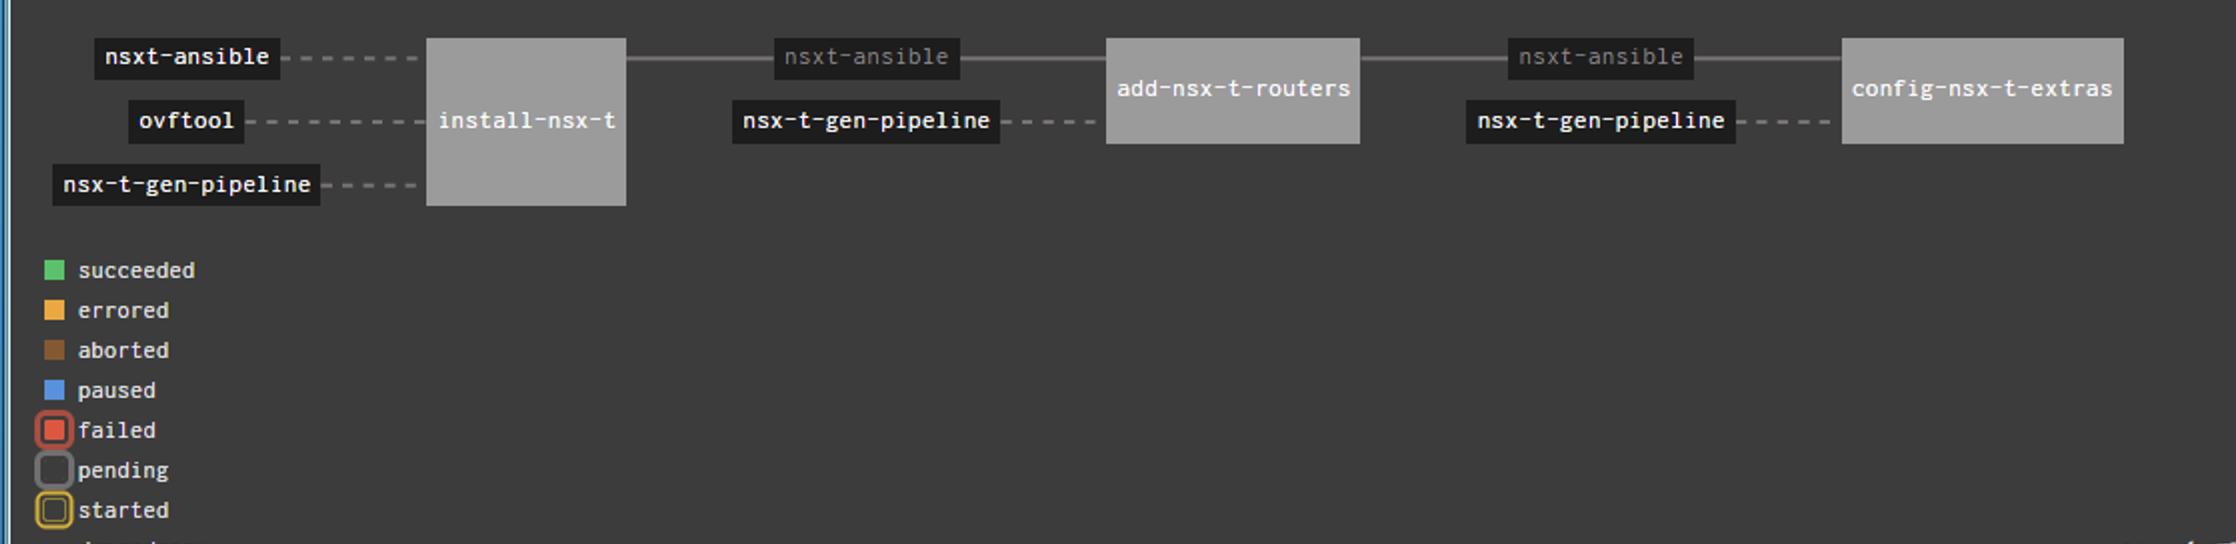 nsxt-ansible
ovftool
nsx-t-gen-pipeline
install-nsx-t
nsxt-ansible
nsx-t-gen-pipeline
add-nsx-t-routers
nsxt-ansible
nsx-t-gen-pipeline
config-nsx-t-extras
succeeded
errored
aborted
paused
failed
pending
started